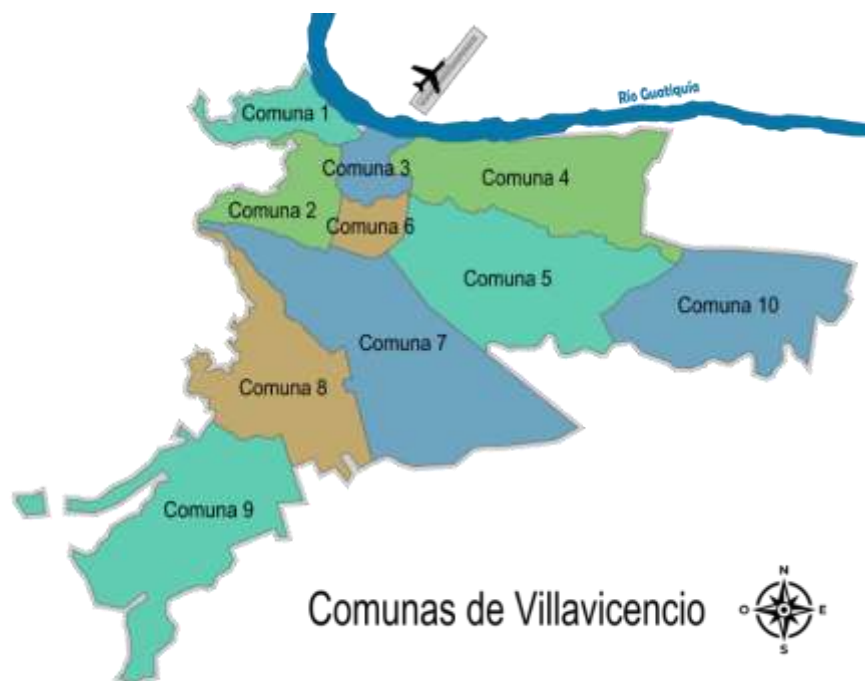 Río Guatiquía
Comuna 1
Comuna 3
Comuna 4
Comuna 2
Comuna 6
Comuna 5
Comuna 10
Comuna 7
Comuna 8
Comuna 9
Comunas de Villavicencio
N
O
E
S